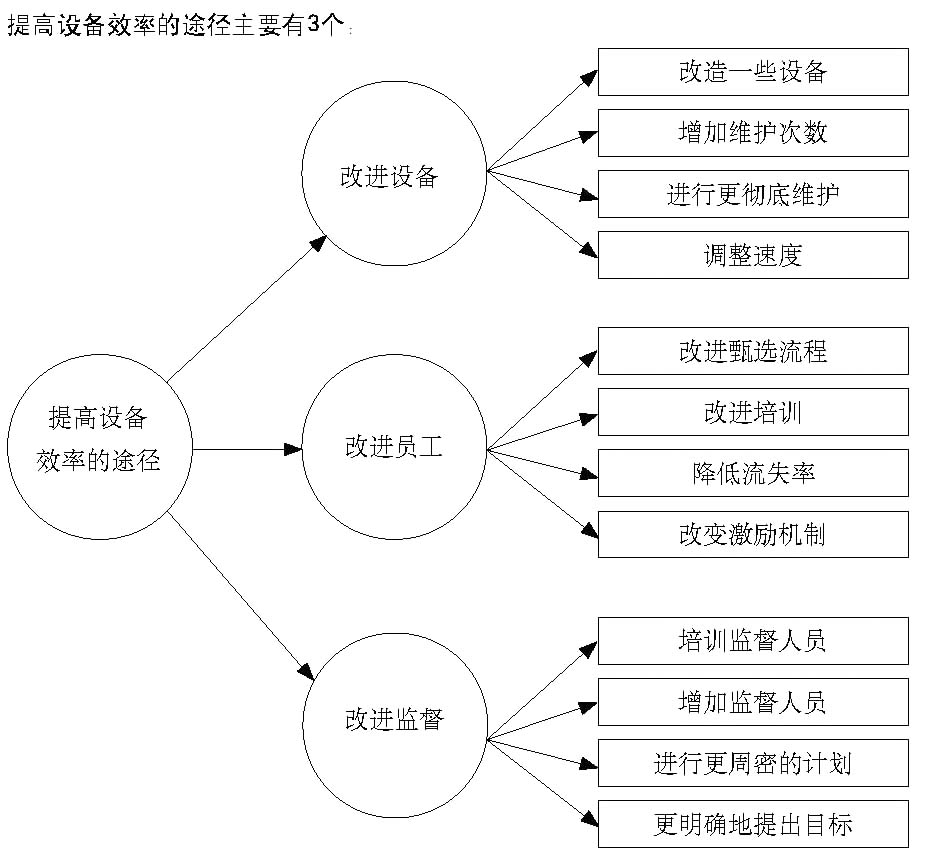 提高设备效率的途径主要有3个：
改进设备
改造一些设备
增加维护次数
进行更彻底维护
调整速度
提高设备
效率的途径
改进员工
改进甄选流程
改进培训
降低流失率
改变激励机制
改进监督
培训监督人员
增加监督人员
进行更周密的计划
更明确地提出目标